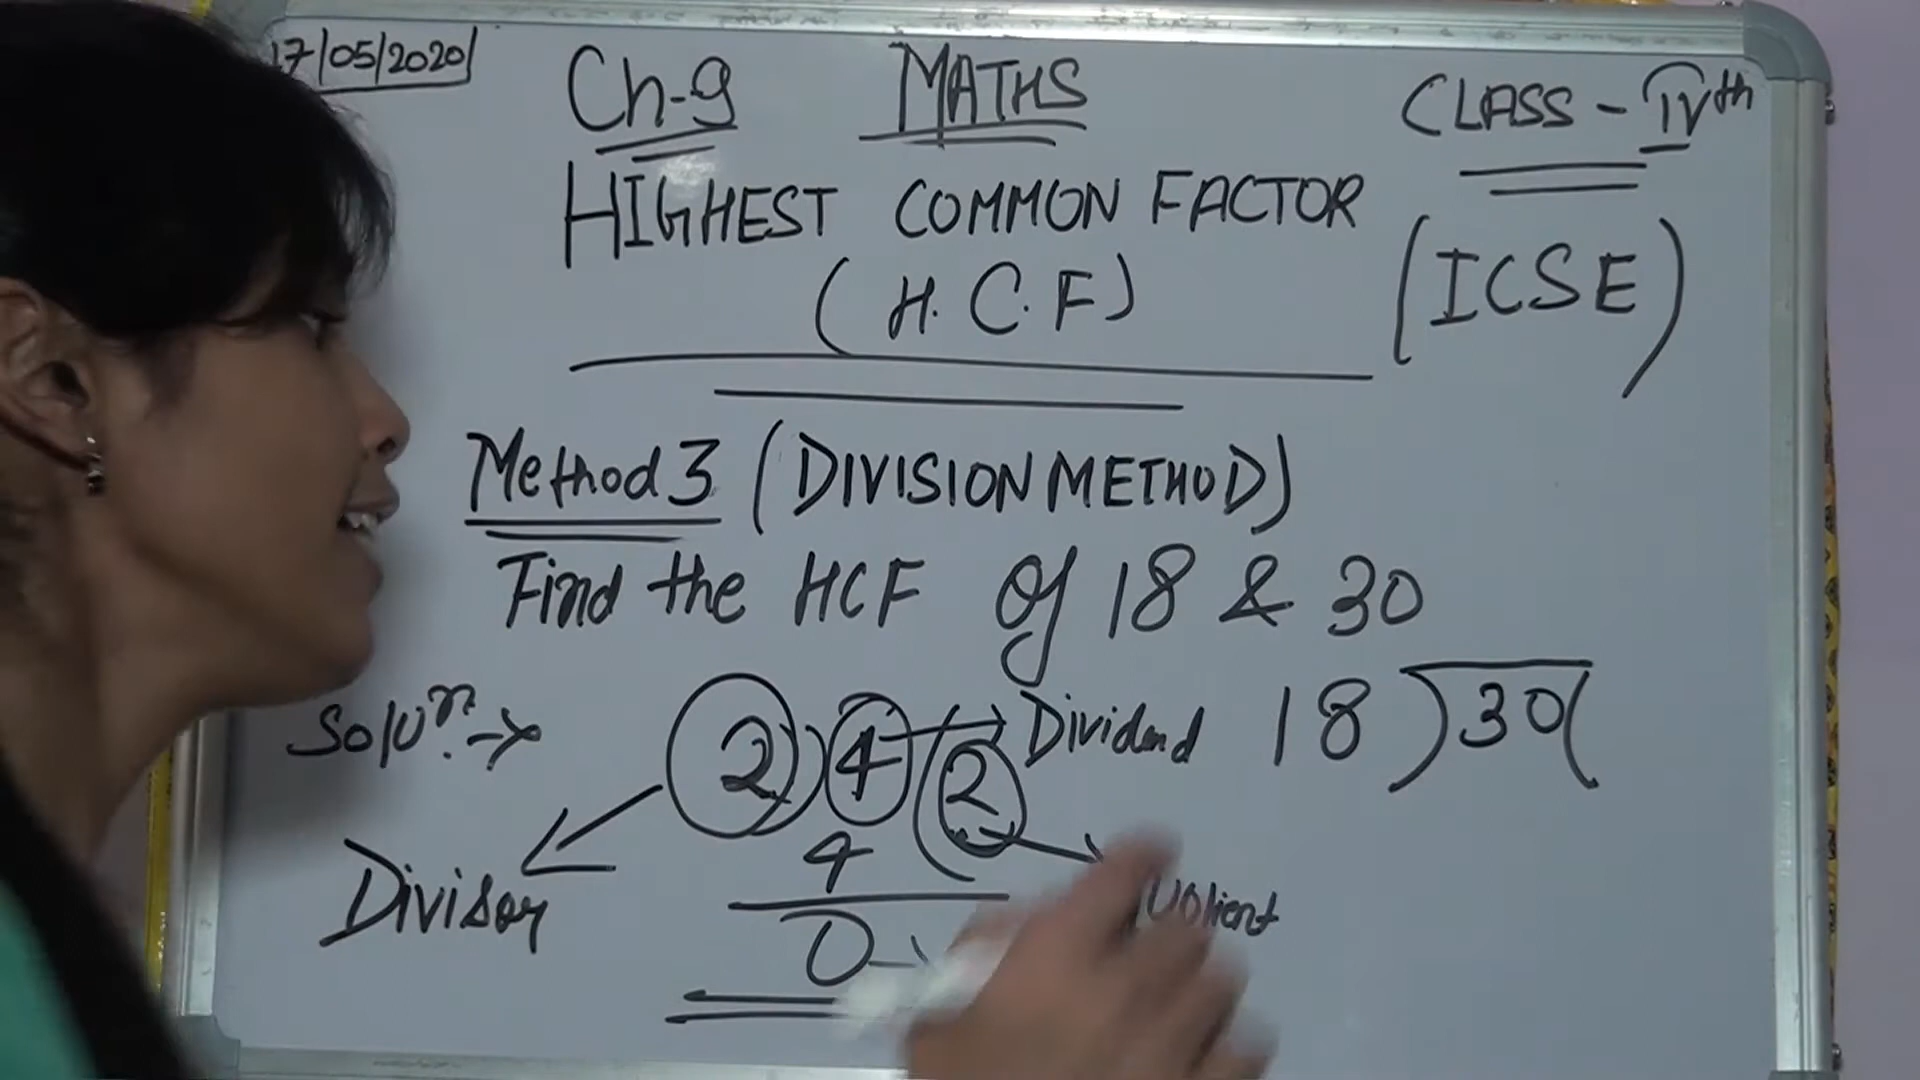 17/05/2020
Ch-9 MATHS CLASS - IVth
HIGHEST COMMON FACTOR
(H.C.F) (ICSE)
Method 3 (DIVISION METHOD)
Find the HCF of 18 & 30
Solun. → 2)4(2 Dividend 18)30(
4
Divisor
0